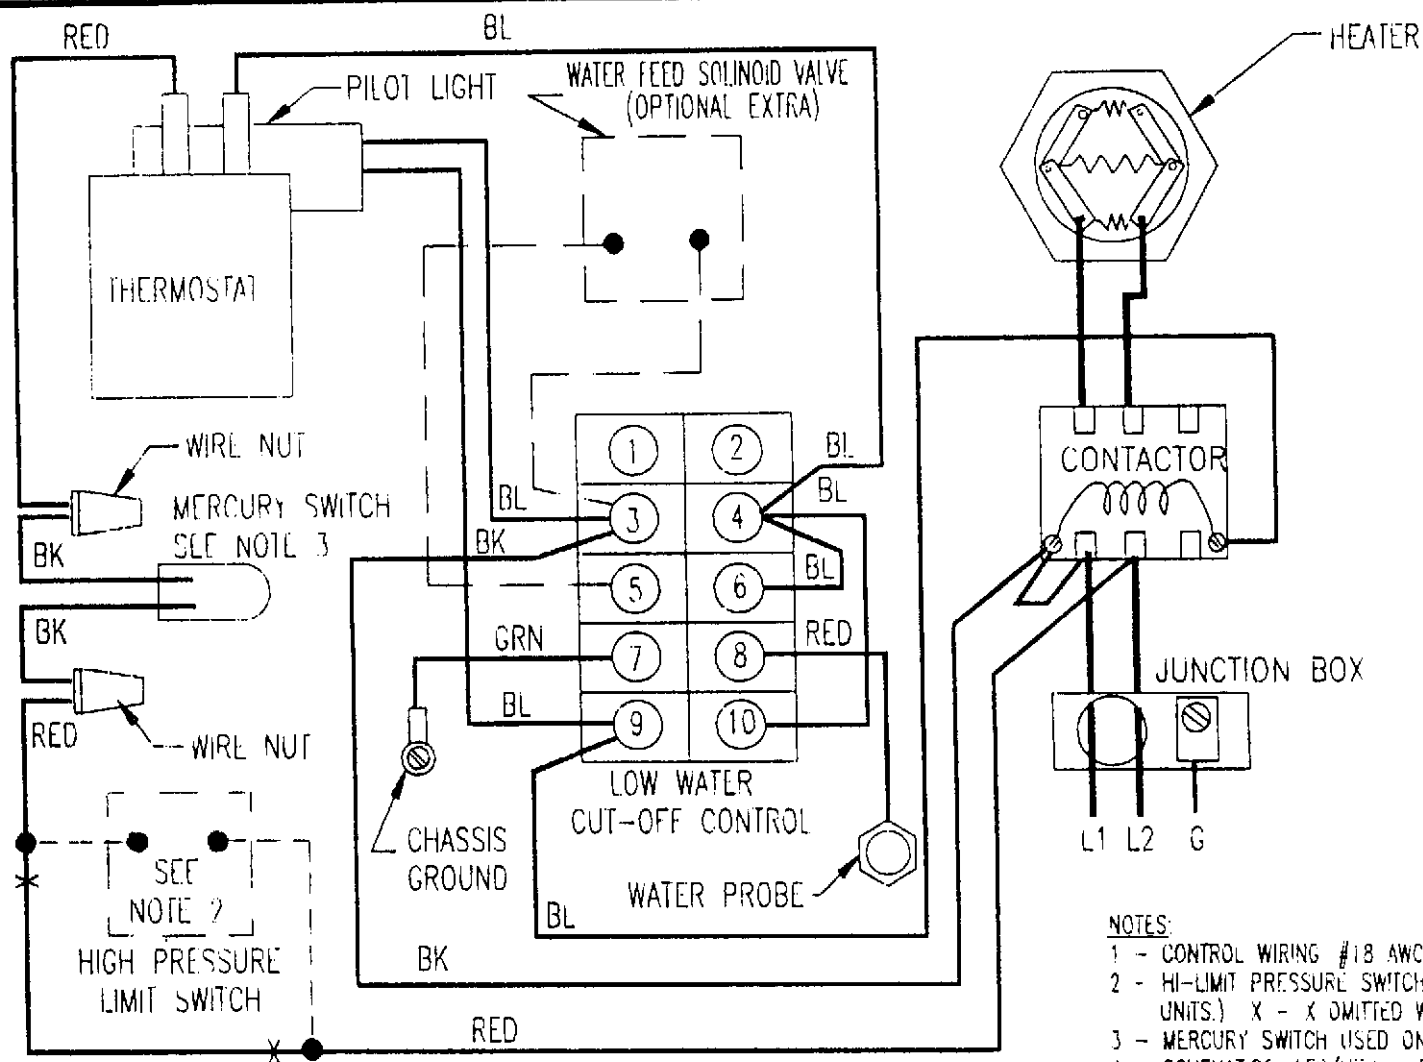 RED
BL
HEATER
PILOT LIGHT
WATER FEED SOLINOID VALVE
(OPTIONAL EXTRA)
THERMOSTAT
WIRE NUT
MERCURY SWITCH
SEE NOTE 3
BK
BK
WIRE NUT
RED
SEE
NOTE 2
HIGH PRESSURE
LIMIT SWITCH
1 2
3 4
5 6
7 8
9 10
BL
BL
BL
BK
BL
GRN
RED
BL
LOW WATER
CUT-OFF CONTROL
CHASSIS
GROUND
WATER PROBE
BL
BK
RED
CONTACTOR
JUNCTION BOX
L1 L2 G
X
X
NOTES:
1 - CONTROL WIRING #18 AWG
2 - HI-LIMIT PRESSURE SWITCH
UNITS.) X - X OMITTED
3 - MERCURY SWITCH USED ON